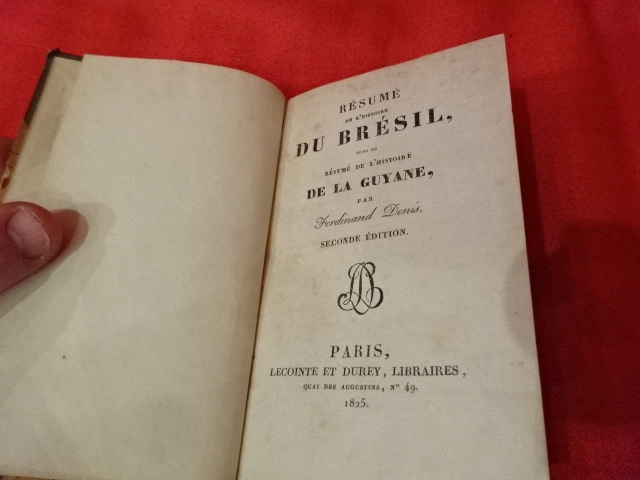 RÉSUMÉ
DE L'HISTOIRE
DU BRÉSIL,
SUIVI DU
RÉSUMÉ DE L'HISTOIRE
DE LA GUYANE,
PAR
Ferdinand Denis.
SECONDE ÉDITION.
PARIS,
LECOINTE ET DUREY, LIBRAIRES,
QUAI DES AUGUSTINS, Nº 49.
1825.